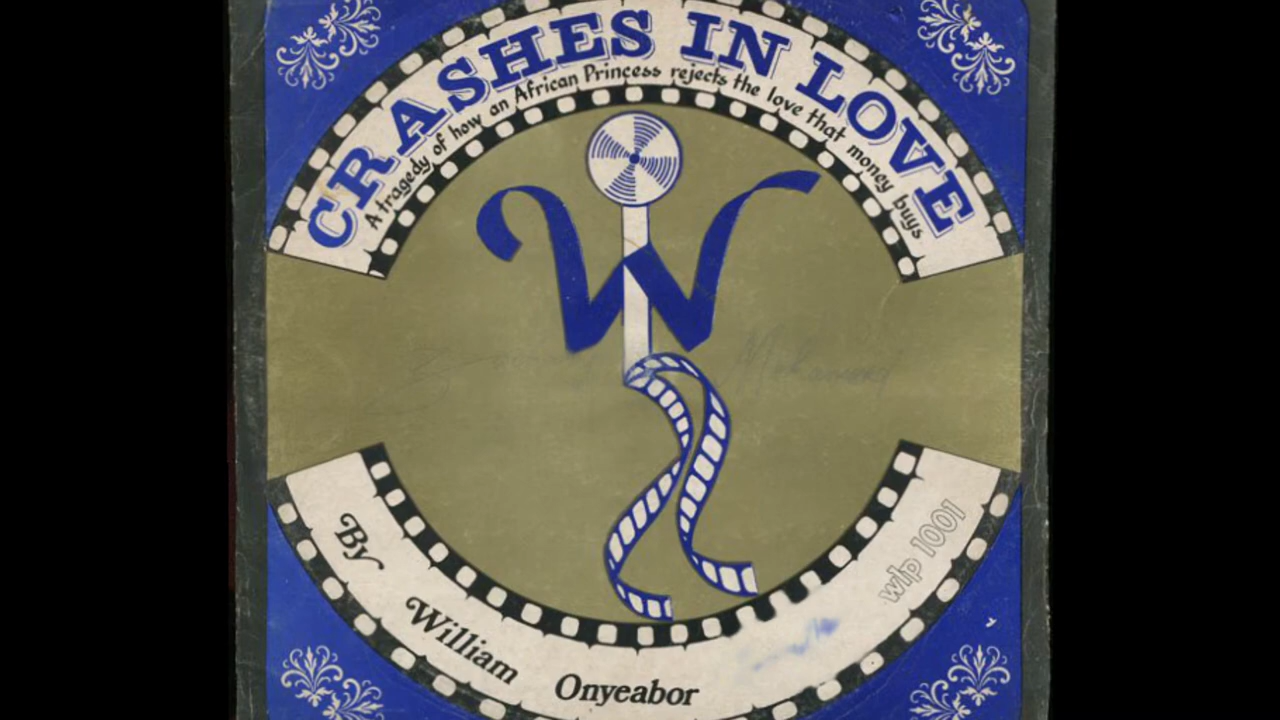 CRASHES IN LOVE
A tragedy of how an African Princess rejects the love that money buys
W
By William Onyeabor
wlp 1001